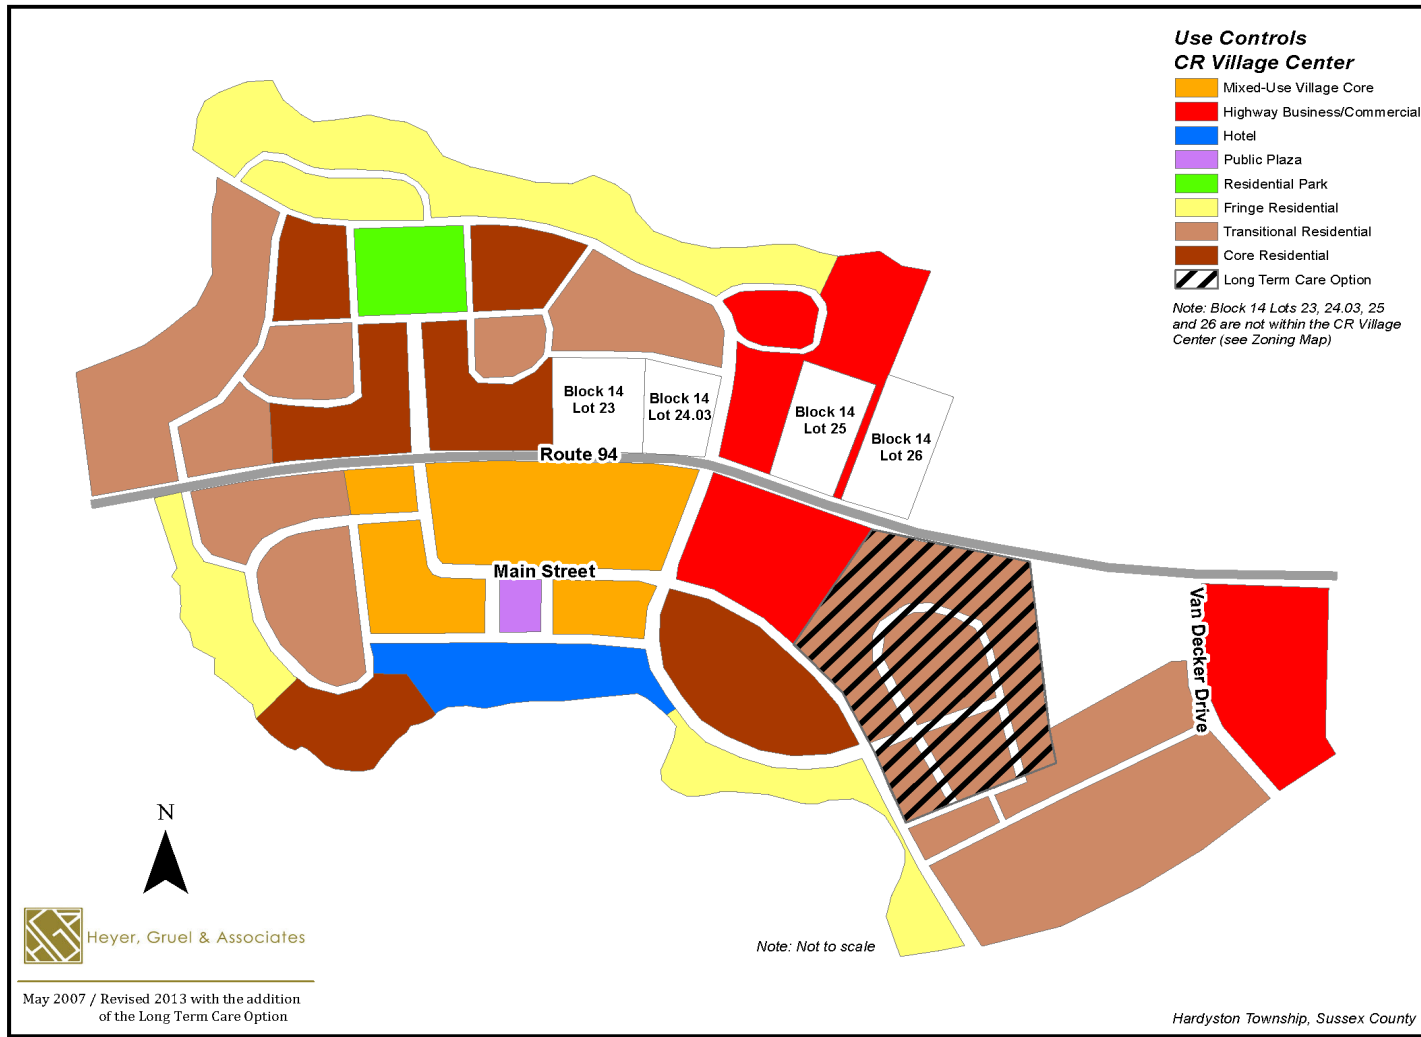 Use Controls
CR Village Center
Mixed-Use Village Core
Highway Business/Commercial
Hotel
Public Plaza
Residential Park
Fringe Residential
Transitional Residential
Core Residential
Long Term Care Option
Note: Block 14 Lots 23, 24.03, 25
and 26 are not within the CR Village
Center (see Zoning Map)
Block 14
Lot 23
Block 14
Lot 24.03
Block 14
Lot 25
Block 14
Lot 26
Route 94
Main Street
Van Decker Drive
N
Heyer, Gruel & Associates
May 2007 / Revised 2013 with the addition
of the Long Term Care Option
Note: Not to scale
Hardyston Township, Sussex County